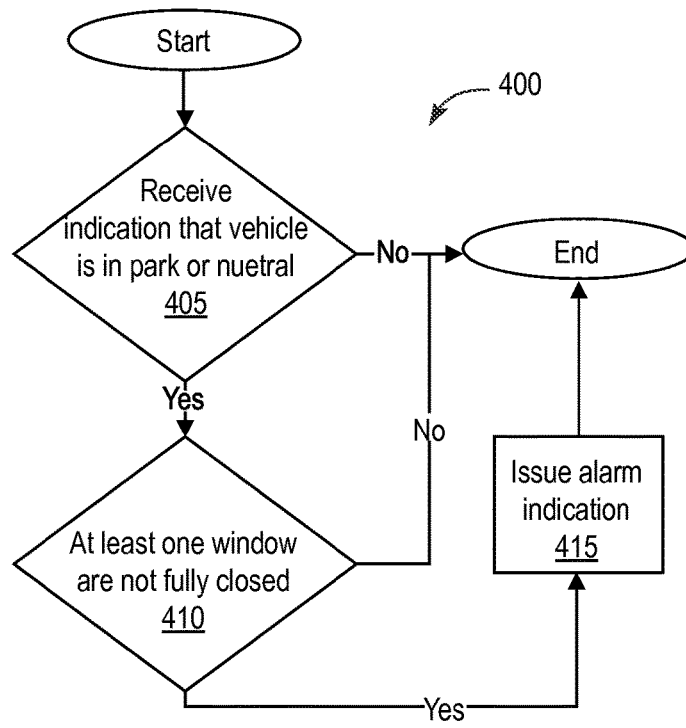 Start
400
Receive
indication that vehicle
is in park or nuetral
405
No
End
Yes
No
At least one window
are not fully closed
410
Issue alarm
indication
415
Yes